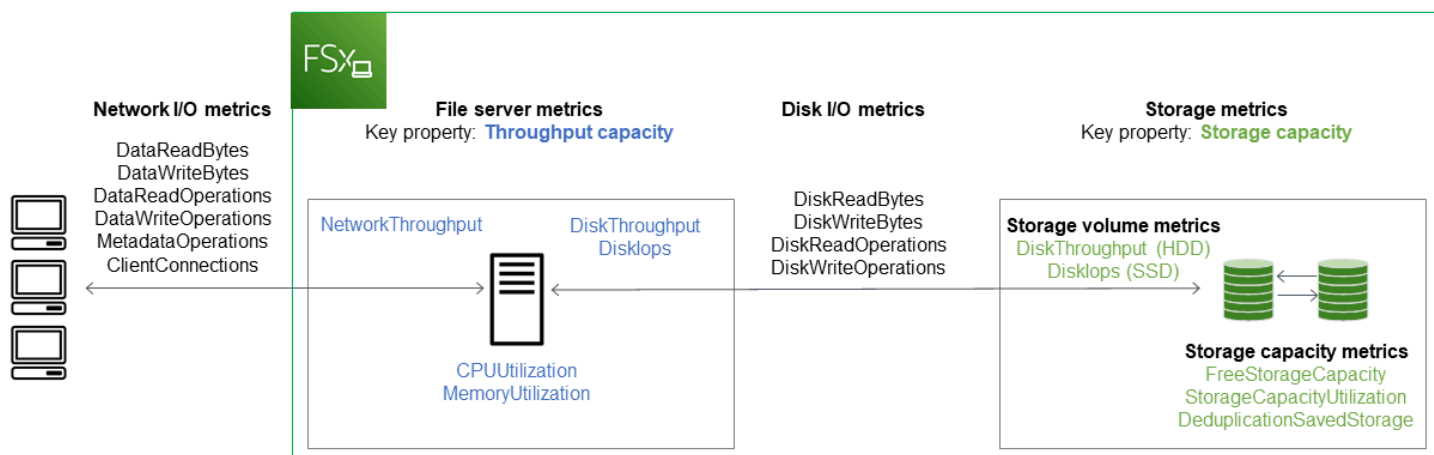 FSx
Network I/O metrics
DataReadBytes
DataWriteBytes
DataReadOperations
DataWriteOperations
MetadataOperations
ClientConnections
File server metrics
Key property: Throughput capacity
NetworkThroughput
DiskThroughput
DiskIops
CPUUtilization
MemoryUtilization
Disk I/O metrics
DiskReadBytes
DiskWriteBytes
DiskReadOperations
DiskWriteOperations
Storage metrics
Key property: Storage capacity
Storage volume metrics
DiskThroughput (HDD)
DiskIops (SSD)
Storage capacity metrics
FreeStorageCapacity
StorageCapacityUtilization
DeduplicationSavedStorage